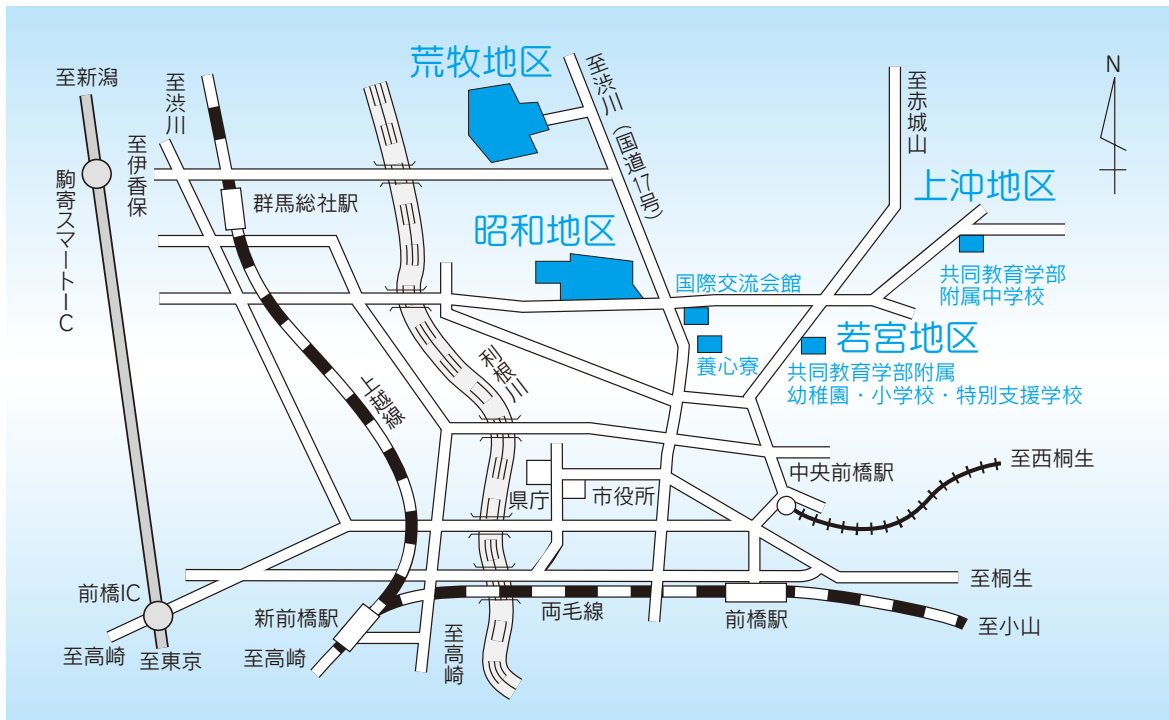 荒牧地区
至新潟
至渋川
至渋川（国道17号）
N
至赤城山
至伊香保
駒寄スマートIC
群馬総社駅
昭和地区
上沖地区
共同教育学部
附属中学校
国際交流会館
養心寮
若宮地区
共同教育学部附属
幼稚園・小学校・特別支援学校
利根川
上越線
中央前橋駅
至西桐生
県庁
市役所
前橋IC
新前橋駅
両毛線
前橋駅
至桐生
至小山
至高崎
至東京
至高崎
至高崎